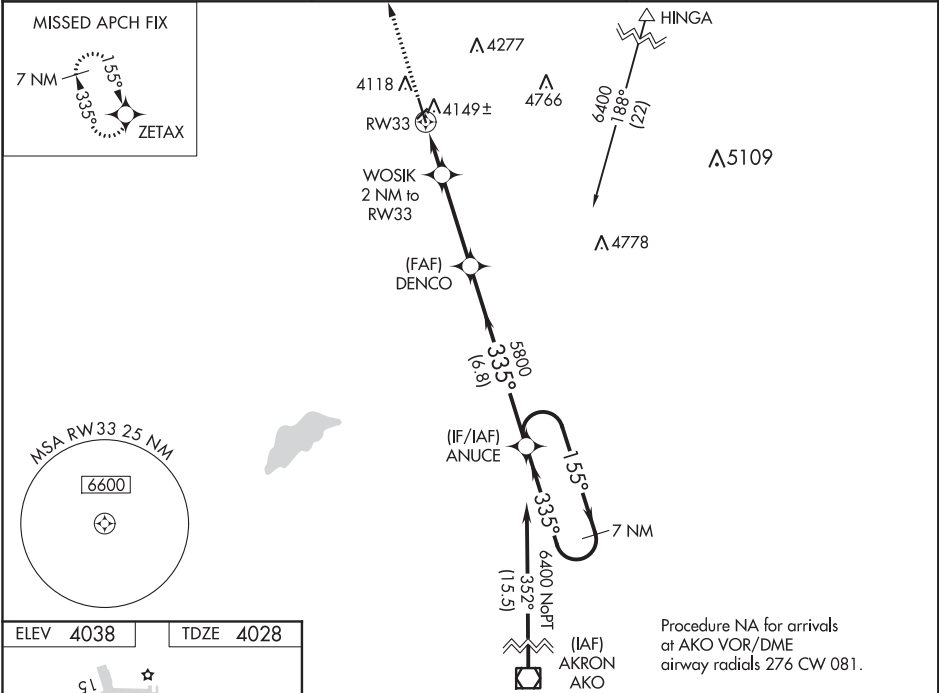 MISSED APCH FIX
7 NM
155°
335°
ZETAX
4277
4118
4149±
4766
HINGA
6400
188°
(22)
5109
4778
RW33
WOSIK
2 NM to
RW33
(FAF)
DENCO
5800
335°
(6.8)
(IF/IAF)
ANUCE
155°
335°
7 NM
MSA RW33 25 NM
6600
6400 NoPT
352°
(15.5)
(IAF)
AKRON
AKO
Procedure NA for arrivals
at AKO VOR/DME
airway radials 276 CW 081.
ELEV 4038
TDZE 4028
15